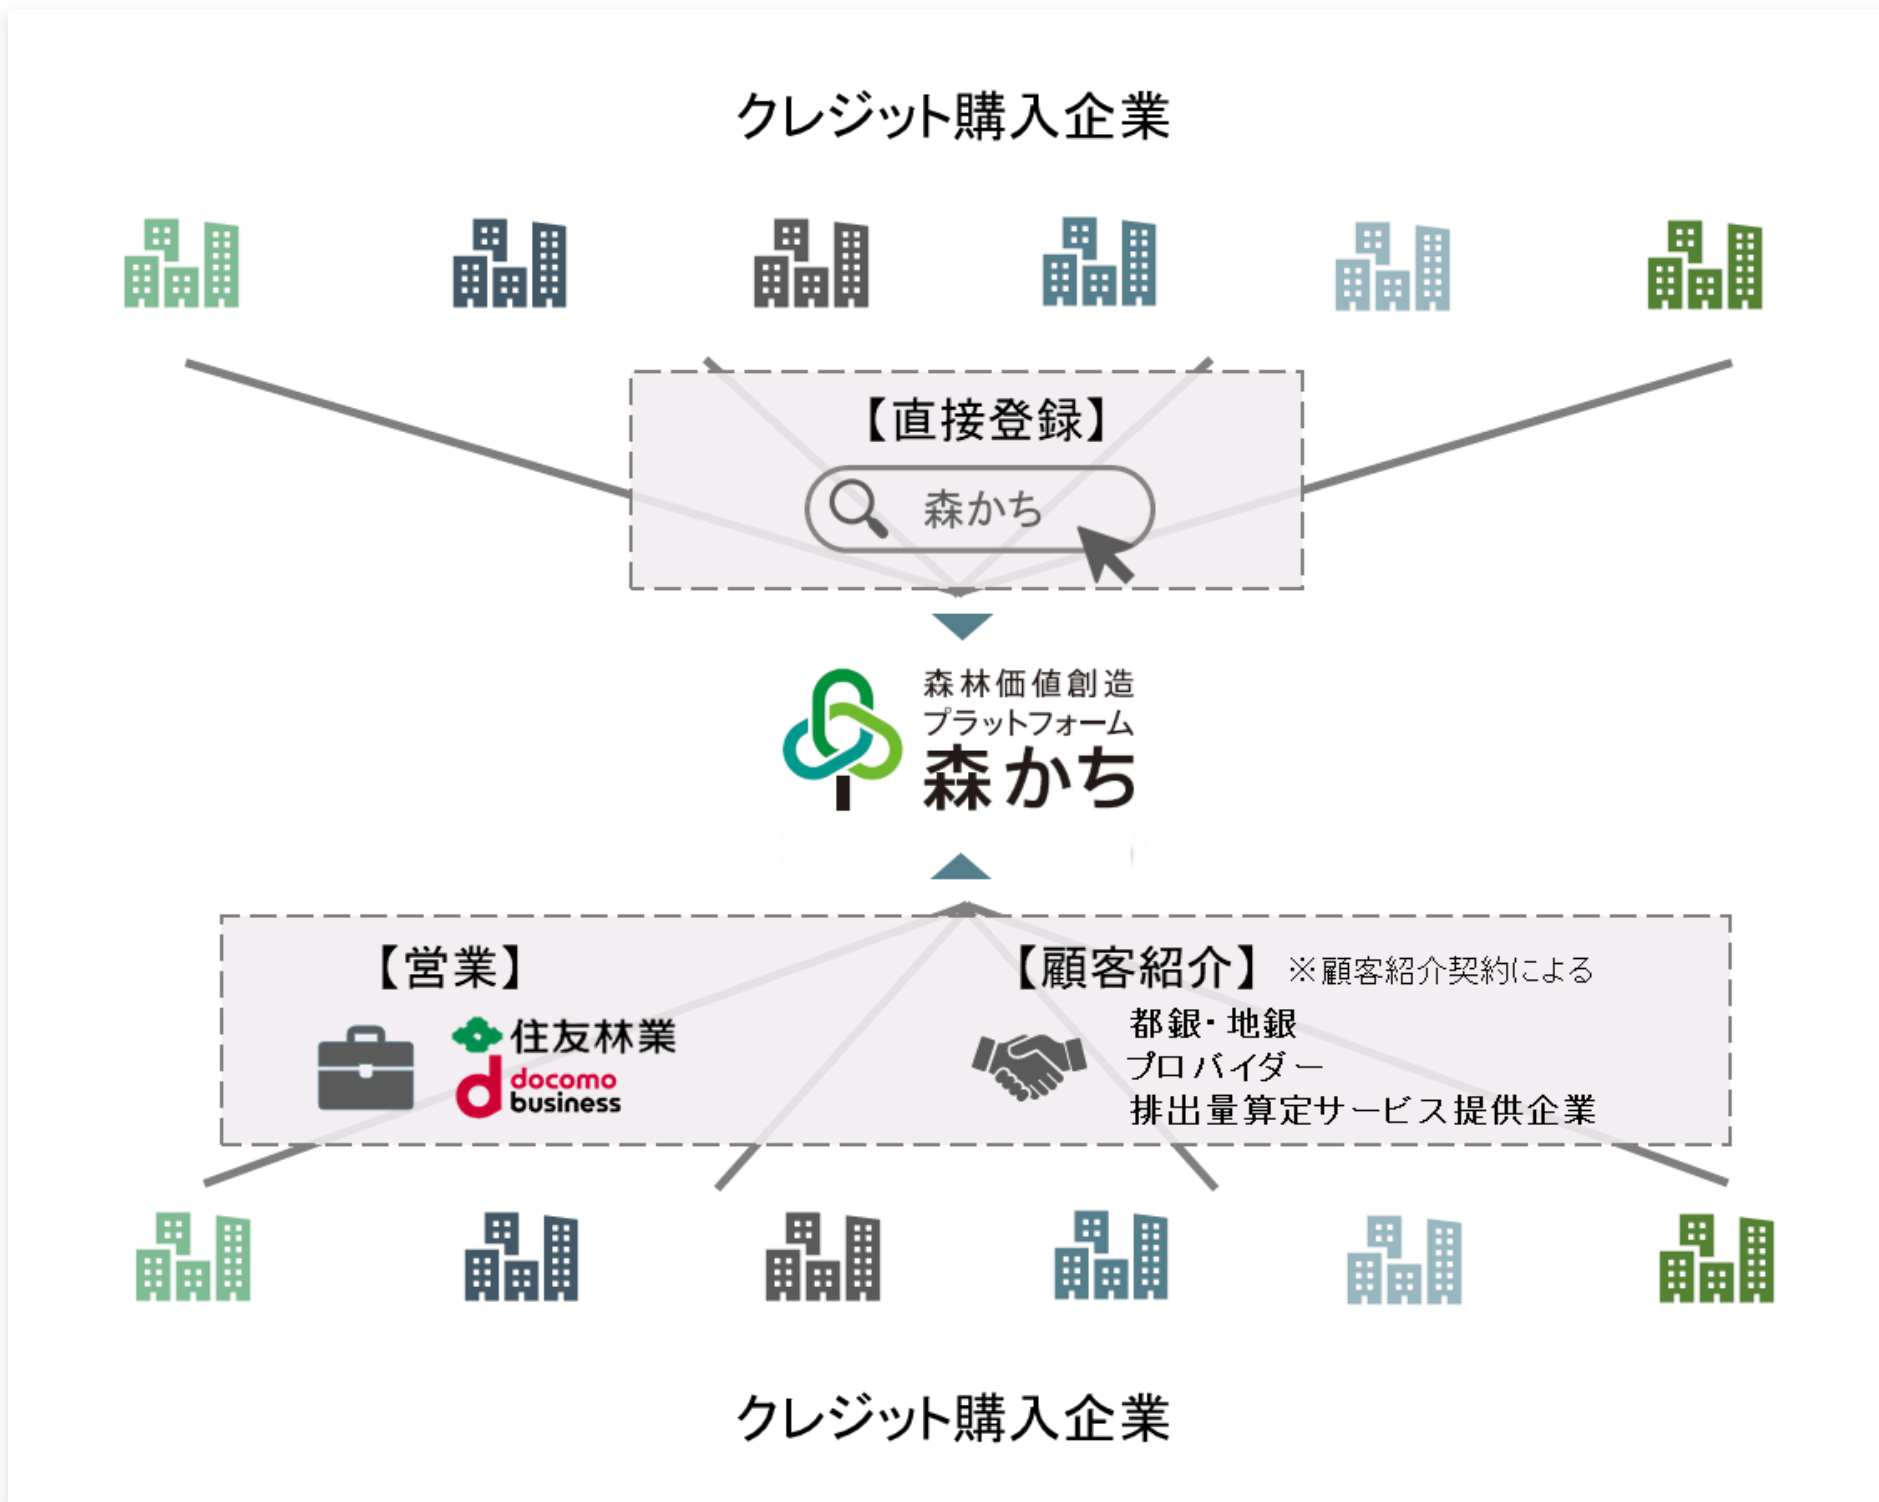 クレジット購入企業
【直接登録】
森かち
森林価値創造
プラットフォーム
森かち
【営業】
住友林業
docomo
business
【顧客紹介】 ※顧客紹介契約による
都銀・地銀
プロバイダー
排出量算定サービス提供企業
クレジット購入企業